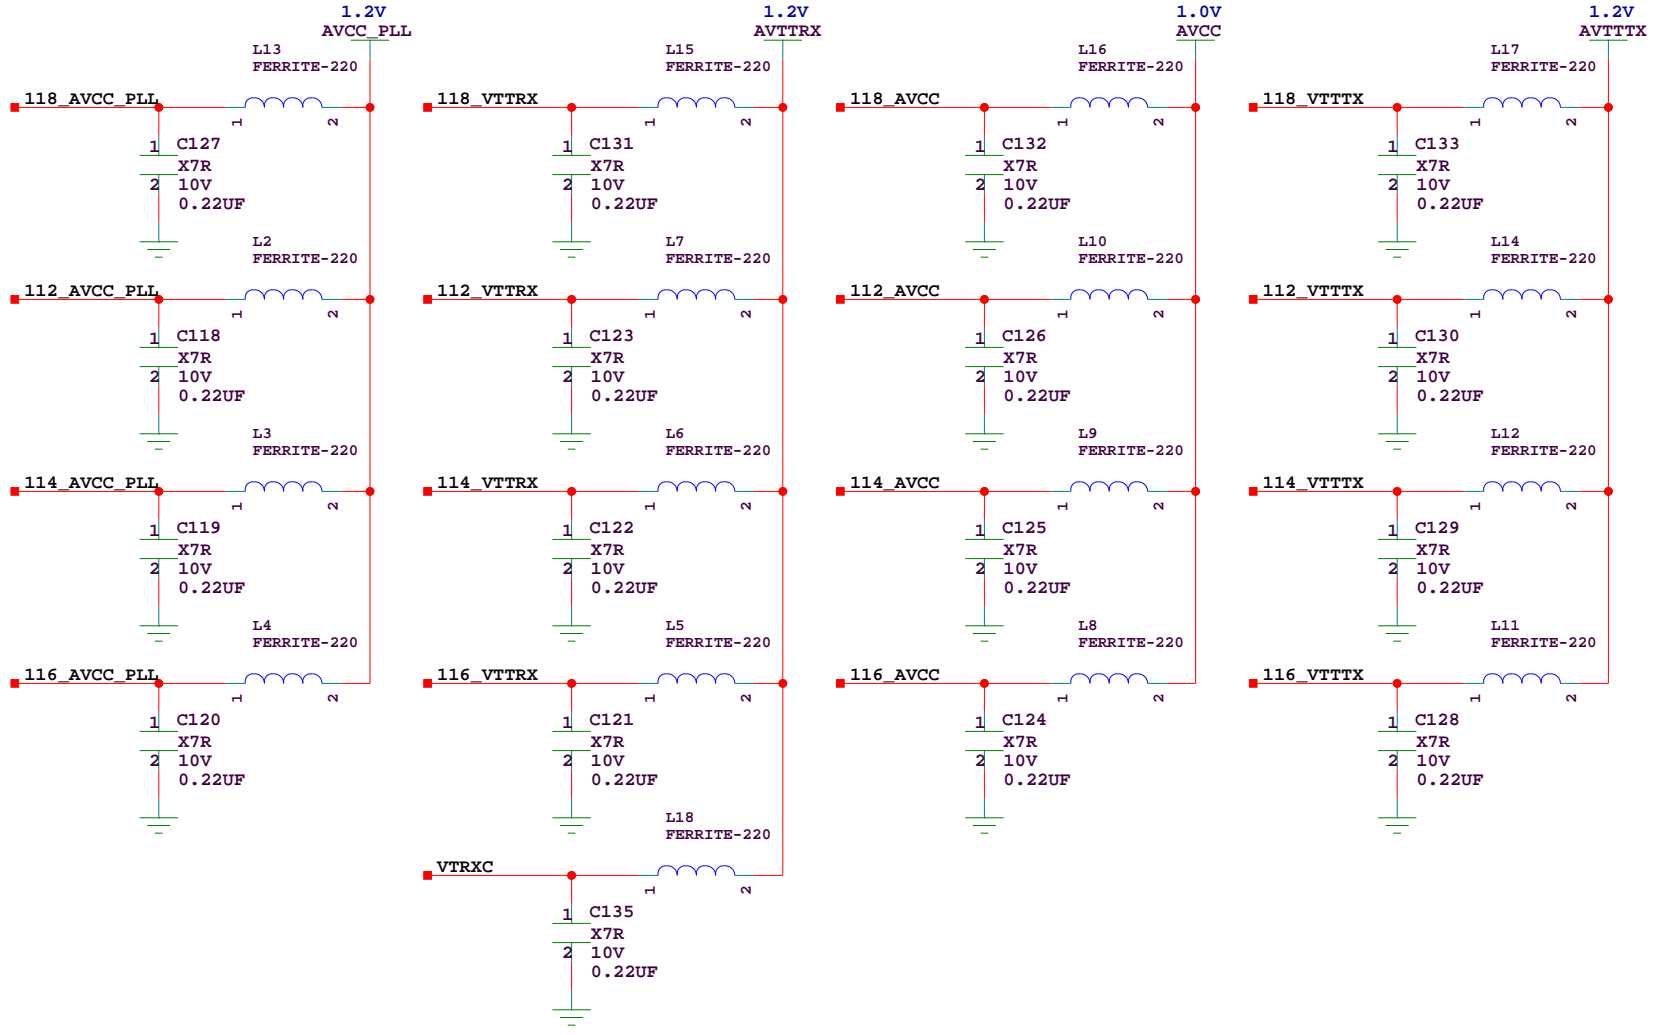 1.2V
AVCC_PLL
L13
FERRITE-220
118_AVCC_PLL
1
2
1
C127
X7R
2
10V
0.22UF
L2
FERRITE-220
112_AVCC_PLL
1
2
1
C118
X7R
2
10V
0.22UF
L3
FERRITE-220
114_AVCC_PLL
1
2
1
C119
X7R
2
10V
0.22UF
L4
FERRITE-220
116_AVCC_PLL
1
2
1
C120
X7R
2
10V
0.22UF
1.2V
AVTTRX
L15
FERRITE-220
118_VTTRX
1
2
1
C131
X7R
2
10V
0.22UF
L7
FERRITE-220
112_VTTRX
1
2
1
C123
X7R
2
10V
0.22UF
L6
FERRITE-220
114_VTTRX
1
2
1
C122
X7R
2
10V
0.22UF
L5
FERRITE-220
116_VTTRX
1
2
1
C121
X7R
2
10V
0.22UF
L18
FERRITE-220
VTRXC
1
2
1
C135
X7R
2
10V
0.22UF
1.0V
AVCC
L16
FERRITE-220
118_AVCC
1
2
1
C132
X7R
2
10V
0.22UF
L10
FERRITE-220
112_AVCC
1
2
1
C126
X7R
2
10V
0.22UF
L9
FERRITE-220
114_AVCC
1
2
1
C125
X7R
2
10V
0.22UF
L8
FERRITE-220
116_AVCC
1
2
1
C124
X7R
2
10V
0.22UF
1.2V
AVTTTX
L17
FERRITE-220
118_VTTTX
1
2
1
C133
X7R
2
10V
0.22UF
L14
FERRITE-220
112_VTTTX
1
2
1
C130
X7R
2
10V
0.22UF
L12
FERRITE-220
114_VTTTX
1
2
1
C129
X7R
2
10V
0.22UF
L11
FERRITE-220
116_VTTTX
1
2
1
C128
X7R
2
10V
0.22UF